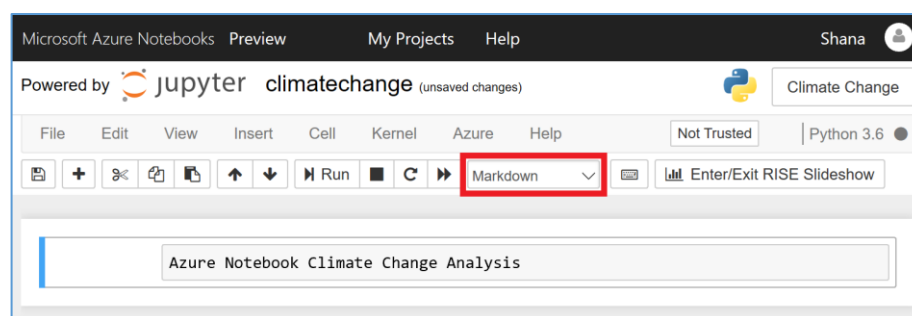 Microsoft Azure Notebooks Preview My Projects Help Shana
Powered by jupyter climatechange (unsaved changes) Climate Change
File Edit View Insert Cell Kernel Azure Help Not Trusted Python 3.6
Run Markdown Enter/Exit RISE Slideshow
Azure Notebook Climate Change Analysis